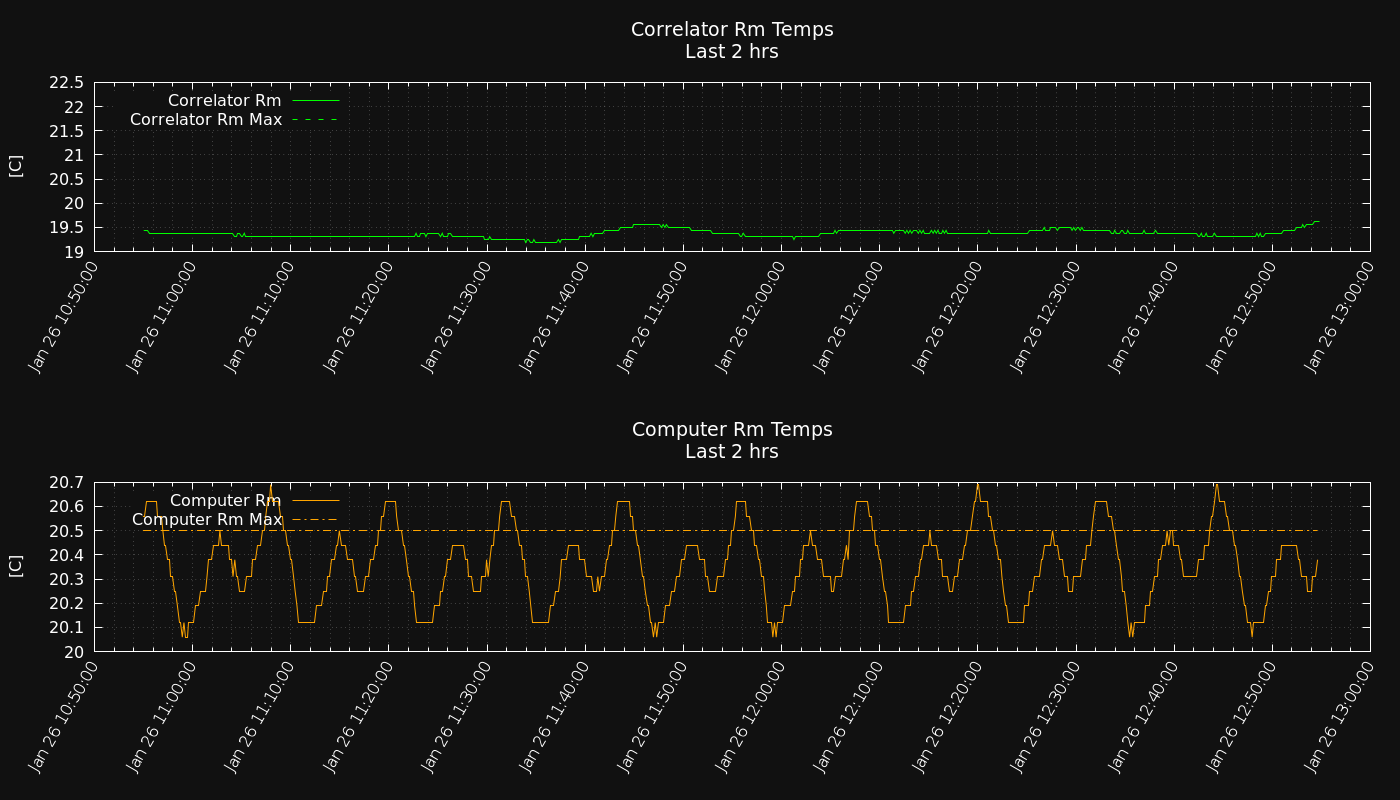 Correlator Rm Temps
Last 2 hrs
22.5
22
21.5
21
20.5
20
19.5
19
[C]
Correlator Rm
Correlator Rm Max
Jan 26 10:50:00
Jan 26 11:00:00
Jan 26 11:10:00
Jan 26 11:20:00
Jan 26 11:30:00
Jan 26 11:40:00
Jan 26 11:50:00
Jan 26 12:00:00
Jan 26 12:10:00
Jan 26 12:20:00
Jan 26 12:30:00
Jan 26 12:40:00
Jan 26 12:50:00
Jan 26 13:00:00
Computer Rm Temps
Last 2 hrs
20.7
20.6
20.5
20.4
20.3
20.2
20.1
20
[C]
Computer Rm
Computer Rm Max
Jan 26 10:50:00
Jan 26 11:00:00
Jan 26 11:10:00
Jan 26 11:20:00
Jan 26 11:30:00
Jan 26 11:40:00
Jan 26 11:50:00
Jan 26 12:00:00
Jan 26 12:10:00
Jan 26 12:20:00
Jan 26 12:30:00
Jan 26 12:40:00
Jan 26 12:50:00
Jan 26 13:00:00